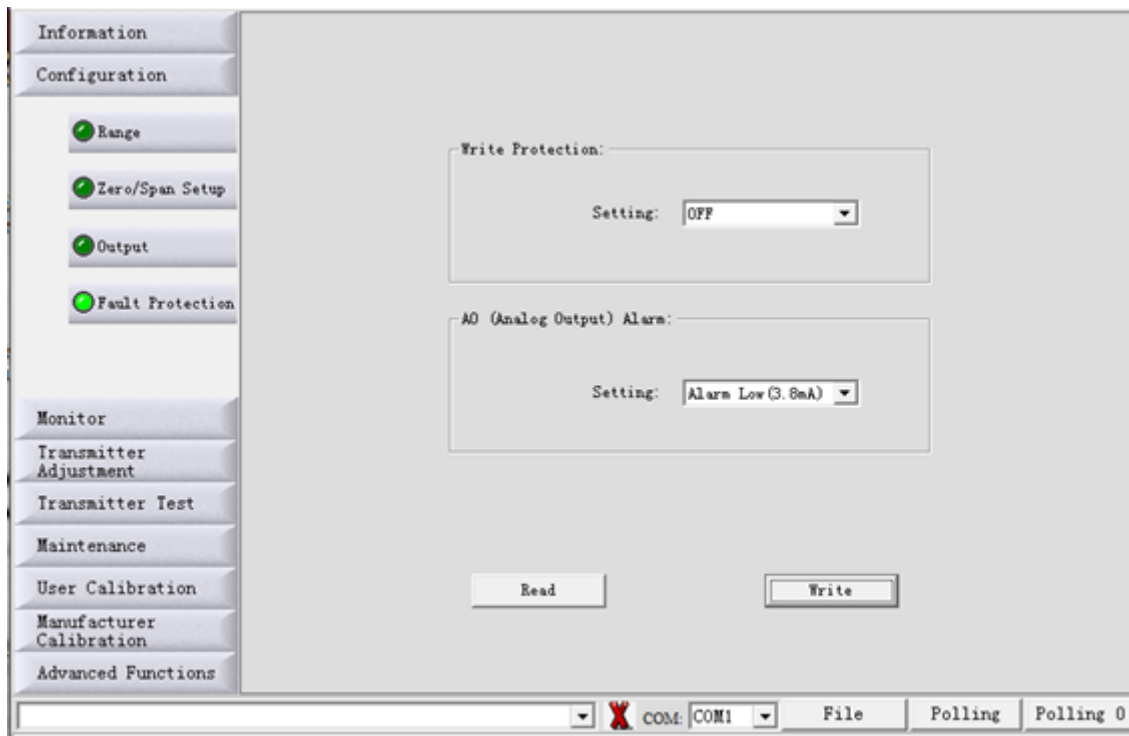 Information
Configuration
Range
Zero/Span Setup
Output
Fault Protection
Monitor
Transmitter
Adjustment
Transmitter Test
Maintenance
User Calibration
Manufacturer
Calibration
Advanced Functions
Write Protection:
Setting:
OFF
AO (Analog Output) Alarm:
Setting:
Alarm Low(3.8mA)
Read
Write
COM:
COM1
File
Polling
Polling 0